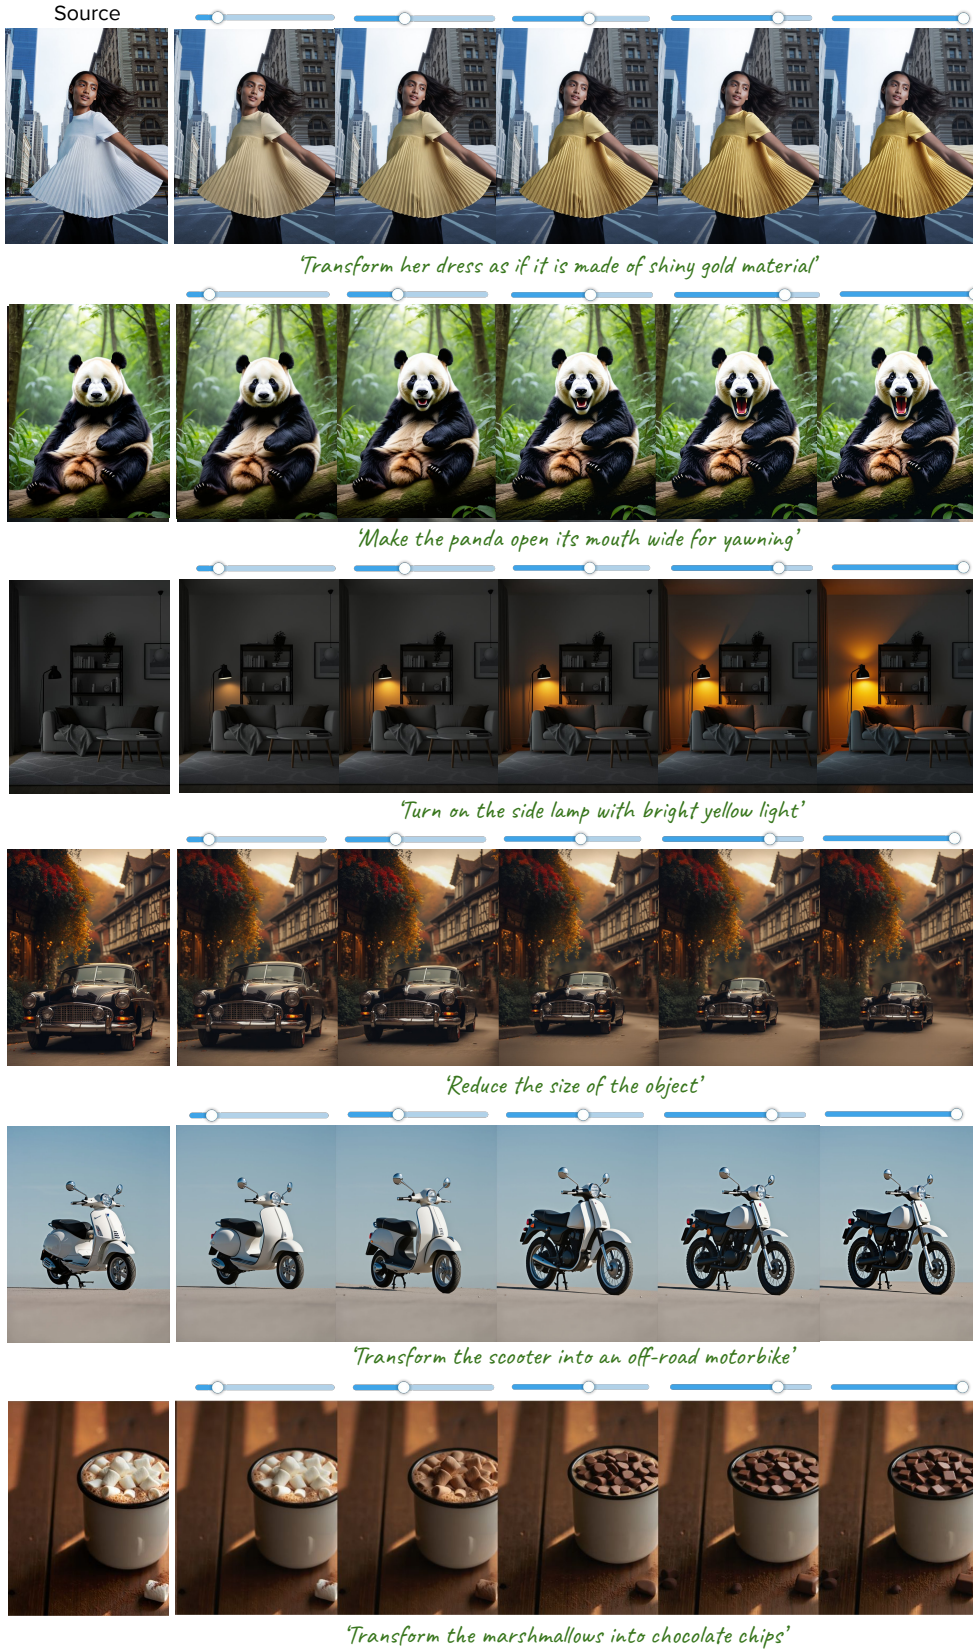 Source
‘Transform her dress as if it is made of shiny gold material’
‘Make the panda open its mouth wide for yawning’
‘Turn on the side lamp with bright yellow light’
‘Reduce the size of the object’
‘Transform the scooter into an off-road motorbike’
‘Transform the marshmallows into chocolate chips’